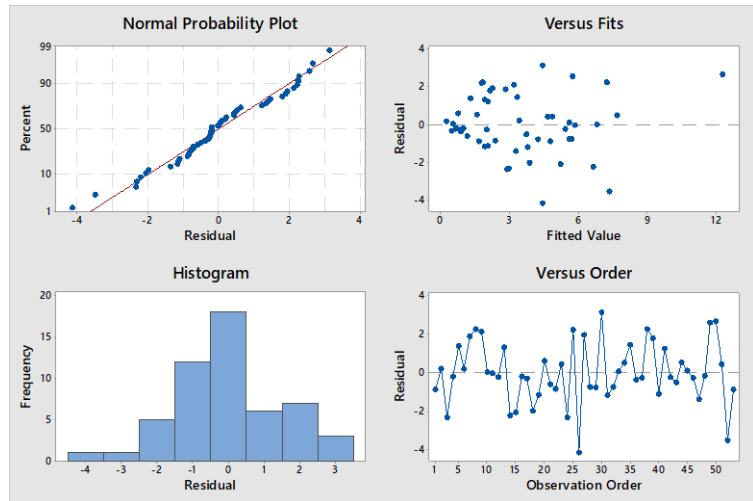 Normal Probability Plot
99
90
50
10
1
Percent
-4 -2 0 2 4
Residual
Versus Fits
4
2
0
-2
-4
Residual
0 3 6 9 12
Fitted Value
Histogram
20
15
10
5
0
Frequency
-4 -3 -2 -1 0 1 2 3
Residual
Versus Order
4
2
0
-2
-4
Residual
1 5 10 15 20 25 30 35 40 45 50
Observation Order